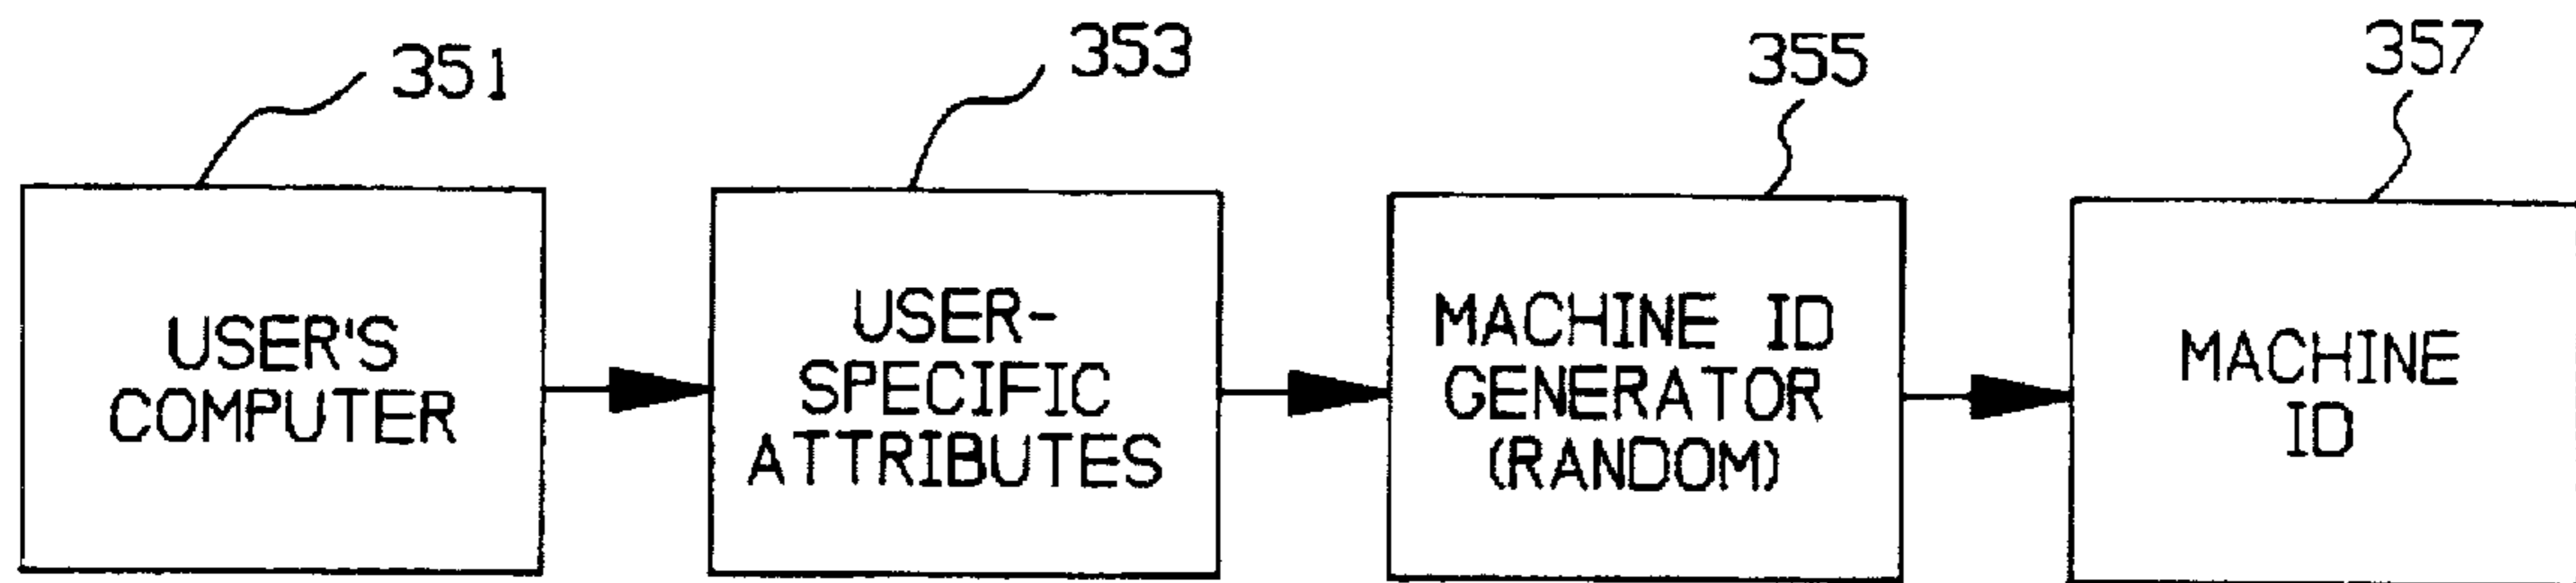 351
353
355
357
USER'S
COMPUTER
USER-
SPECIFIC
ATTRIBUTES
MACHINE ID
GENERATOR
(RANDOM)
MACHINE
ID